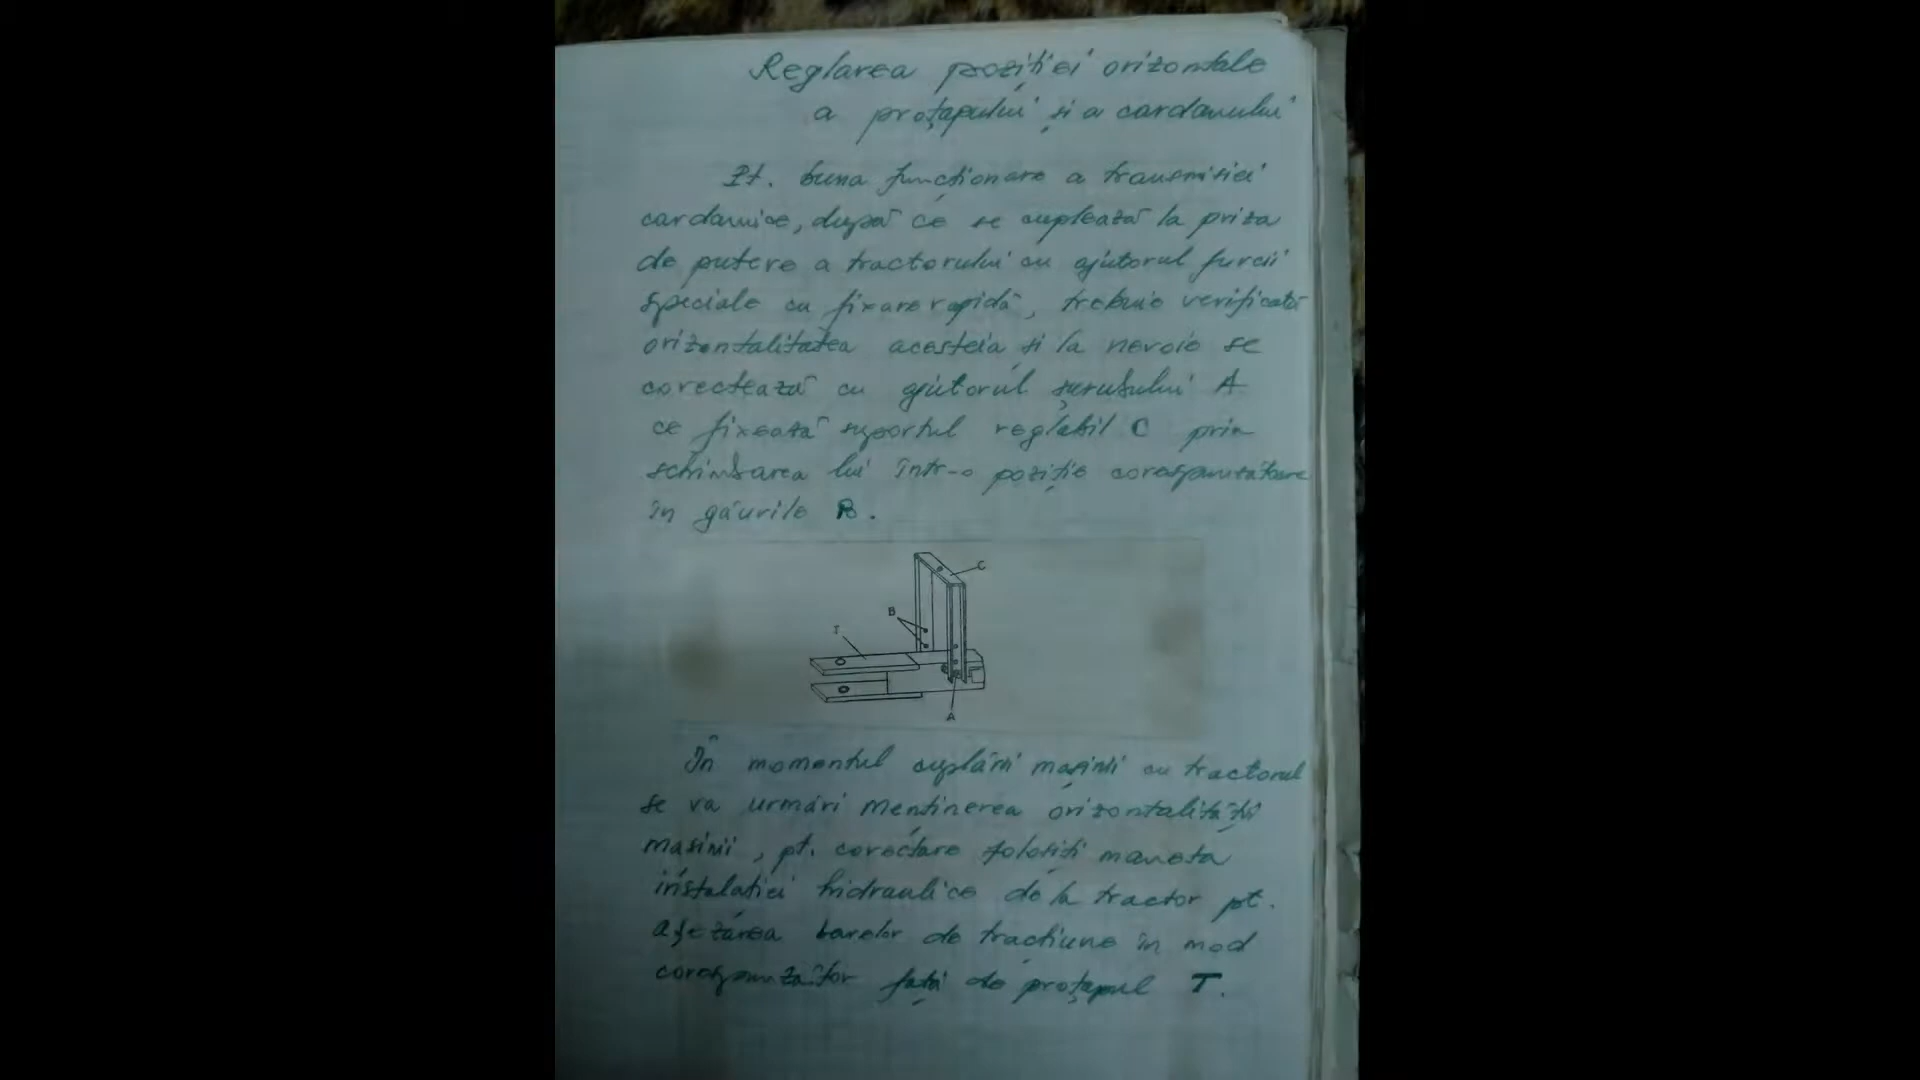 Reglarea poziției orizontale
a proțapului și a cardanului
Pt. buna funcționare a transmisiei
cardanice, după ce se cuplează la priza
de putere a tractorului cu ajutorul furcii
speciale cu fixare rapidă, trebuie verificată
orizontalitatea acesteia și la nevoie se
corectează cu ajutorul șurubului A
ce fixează suportul reglabil C prin
schimbarea lui într-o poziție corespunzătoare
în găurile B.
C
B
T
A
În momentul cuplării mașinii cu tractorul
se va urmări menținerea orizontalității
mașinii, pt. corectare folosiți maneta
instalației hidraulice de la tractor pt.
așezarea barelor de tracțiune în mod
corespunzător față de proțapul T.